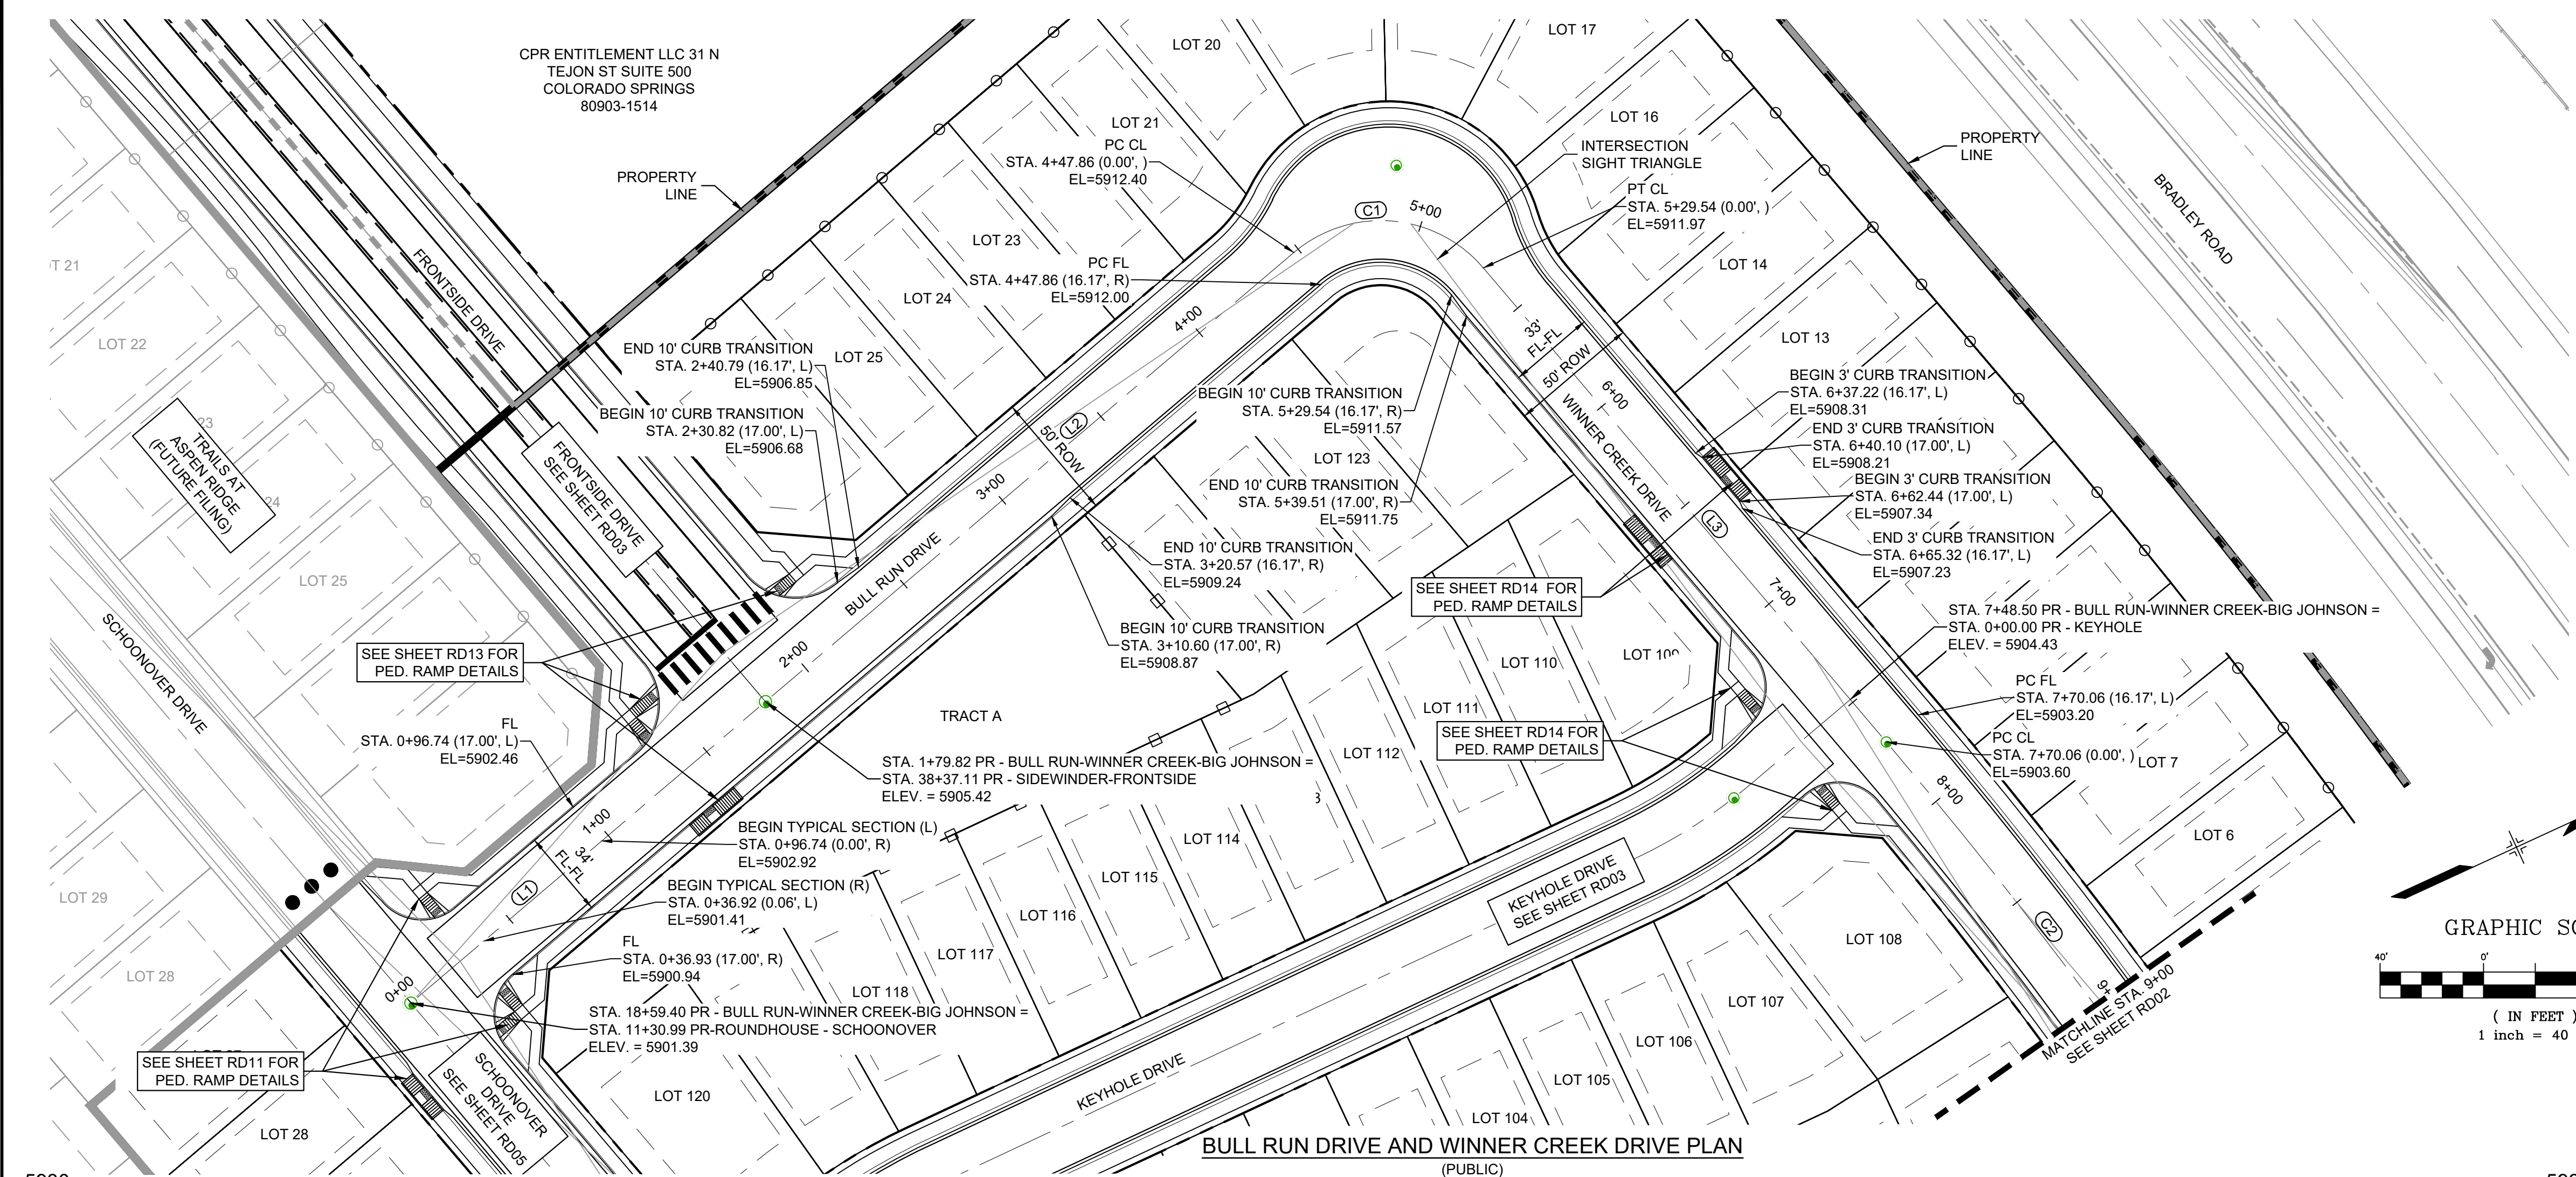 CPR ENTITLEMENT LLC 31 N
TEJON ST SUITE 500
COLORADO SPRINGS
80903-1514
PROPERTY
LINE
LOT 20
LOT 17
LOT 21
PC CL
STA. 4+47.86 (0.00', )
EL=5912.40
LOT 16
INTERSECTION
SIGHT TRIANGLE
PT CL
STA. 5+29.54 (0.00', )
EL=5911.97
PROPERTY
LINE
BRADLEY ROAD
C1
5+00
LOT 23
PC FL
STA. 4+47.86 (16.17', R)
EL=5912.00
LOT 24
4+00
LOT 14
LOT 13
33'
FL-FL
50' ROW
FRONTSIDE DRIVE
T 21
LOT 22
23
24
TRAILS AT
ASPEN RIDGE
(FUTURE FILING)
LOT 25
END 10' CURB TRANSITION
STA. 2+40.79 (16.17', L)
EL=5906.85
LOT 25
BEGIN 10' CURB TRANSITION
STA. 2+30.82 (17.00', L)
EL=5906.68
FRONTSIDE DRIVE
SEE SHEET RD03
L2
50' ROW
3+00
BEGIN 10' CURB TRANSITION
STA. 5+29.54 (16.17', R)
EL=5911.57
LOT 123
END 10' CURB TRANSITION
STA. 5+39.51 (17.00', R)
EL=5911.75
6+00
WINNER CREEK DRIVE
BEGIN 3' CURB TRANSITION
STA. 6+37.22 (16.17', L)
EL=5908.31
END 3' CURB TRANSITION
STA. 6+40.10 (17.00', L)
EL=5908.21
BEGIN 3' CURB TRANSITION
STA. 6+62.44 (17.00', L)
EL=5907.34
END 3' CURB TRANSITION
STA. 6+65.32 (16.17', L)
EL=5907.23
L3
END 10' CURB TRANSITION
STA. 3+20.57 (16.17', R)
EL=5909.24
BEGIN 10' CURB TRANSITION
STA. 3+10.60 (17.00', R)
EL=5908.87
BULL RUN DRIVE
SEE SHEET RD14 FOR
PED. RAMP DETAILS
7+00
STA. 7+48.50 PR - BULL RUN-WINNER CREEK-BIG JOHNSON =
STA. 0+00.00 PR - KEYHOLE
ELEV. = 5904.43
SCHOONOVER DRIVE
SEE SHEET RD13 FOR
PED. RAMP DETAILS
2+00
LOT 110
LOT 111
LOT 112
TRACT A
SEE SHEET RD14 FOR
PED. RAMP DETAILS
PC FL
STA. 7+70.06 (16.17', L)
EL=5903.20
PC CL
STA. 7+70.06 (0.00', )
EL=5903.60
LOT 7
FL
STA. 0+96.74 (17.00', L)
EL=5902.46
STA. 1+79.82 PR - BULL RUN-WINNER CREEK-BIG JOHNSON =
STA. 38+37.11 PR - SIDEWINDER-FRONTSIDE
ELEV. = 5905.42
8+00
LOT 6
1+00
34'
FL-FL
BEGIN TYPICAL SECTION (L)
STA. 0+96.74 (0.00', R)
EL=5902.92
LOT 114
LOT 115
LOT 116
LOT 117
LOT 118
L1
BEGIN TYPICAL SECTION (R)
STA. 0+36.92 (0.06', L)
EL=5901.41
KEYHOLE DRIVE
SEE SHEET RD03
C2
LOT 29
LOT 28
FL
STA. 0+36.93 (17.00', R)
EL=5900.94
0+00
STA. 18+59.40 PR - BULL RUN-WINNER CREEK-BIG JOHNSON =
STA. 11+30.99 PR-ROUNDHOUSE - SCHOONOVER
ELEV. = 5901.39
LOT 108
LOT 107
LOT 106
LOT 105
LOT 104
MATCHLINE STA. 9+00
SEE SHEET RD02
SEE SHEET RD11 FOR
PED. RAMP DETAILS
SCHOONOVER
DRIVE
SEE SHEET RD05
LOT 120
LOT 28
KEYHOLE DRIVE
BULL RUN DRIVE AND WINNER CREEK DRIVE PLAN
(PUBLIC)
GRAPHIC
40'
0'
( IN FEET )
1 inch = 40